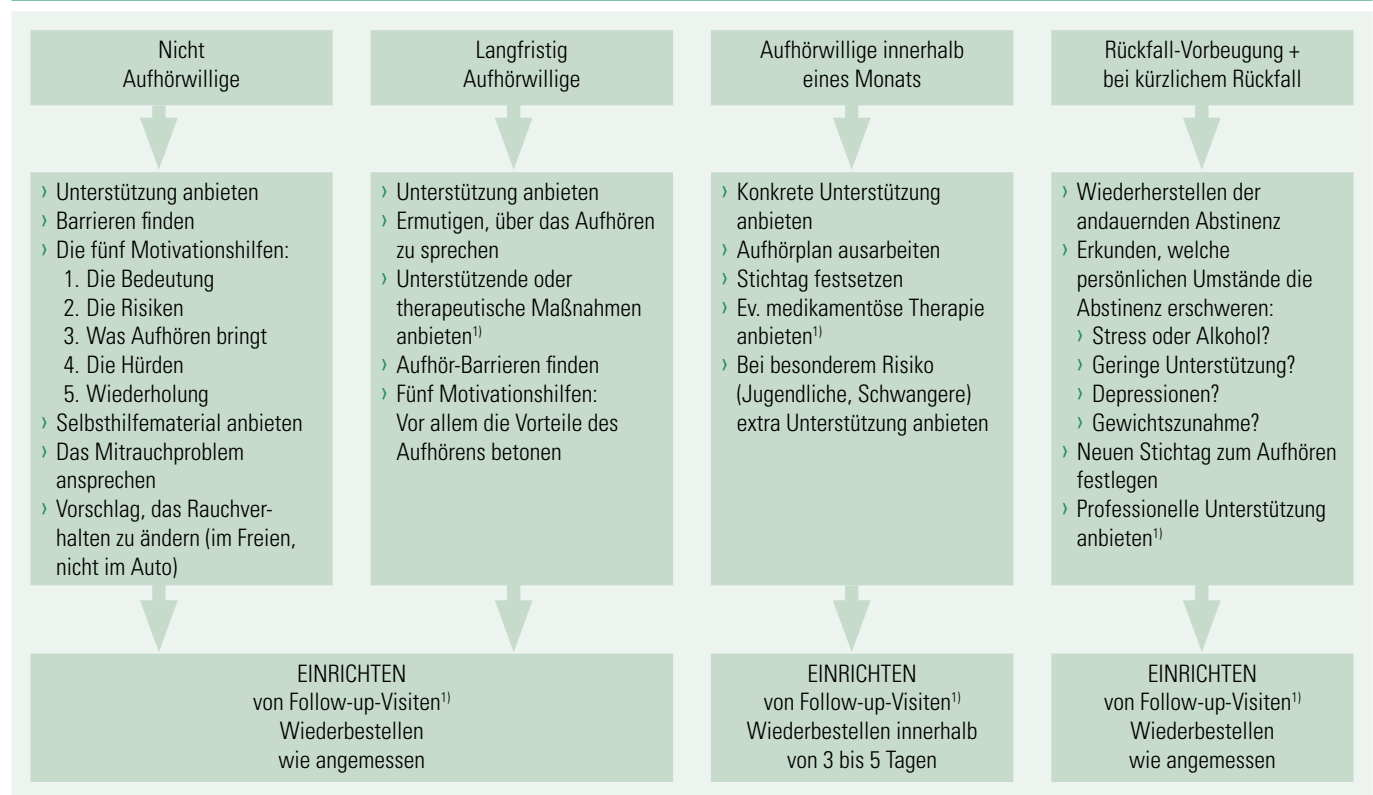 Nicht
Aufhörwillige
Langfristig
Aufhörwillige
Aufhörwillige innerhalb
eines Monats
Rückfall-Vorbeugung +
bei kürzlichem Rückfall
› Unterstützung anbieten
› Barrieren finden
› Die fünf Motivationshilfen:
1. Die Bedeutung
2. Die Risiken
3. Was Aufhören bringt
4. Die Hürden
5. Wiederholung
› Selbsthilfematerial anbieten
› Das Mitrauchproblem
ansprechen
› Vorschlag, das Rauchver-
halten zu ändern (im Freien,
nicht im Auto)
› Unterstützung anbieten
› Ermutigen, über das Aufhören
zu sprechen
› Unterstützende oder
therapeutische Maßnahmen
anbieten1)
› Aufhör-Barrieren finden
› Fünf Motivationshilfen:
Vor allem die Vorteile des
Aufhörens betonen
› Konkrete Unterstützung
anbieten
› Aufhörplan ausarbeiten
› Stichtag festsetzen
› Ev. medikamentöse Therapie
anbieten1)
› Bei besonderem Risiko
(Jugendliche, Schwangere)
extra Unterstützung anbieten
› Wiederherstellen der
andauernden Abstinenz
› Erkunden, welche
persönlichen Umstände die
Abstinenz erschweren:
› Stress oder Alkohol?
› Geringe Unterstützung?
› Depressionen?
› Gewichtszunahme?
› Neuen Stichtag zum Aufhören
festlegen
› Professionelle Unterstützung
anbieten1)
EINRICHTEN
von Follow-up-Visiten1)
Wiederbestellen
wie angemessen
EINRICHTEN
von Follow-up-Visiten1)
Wiederbestellen innerhalb
von 3 bis 5 Tagen
EINRICHTEN
von Follow-up-Visiten1)
Wiederbestellen
wie angemessen